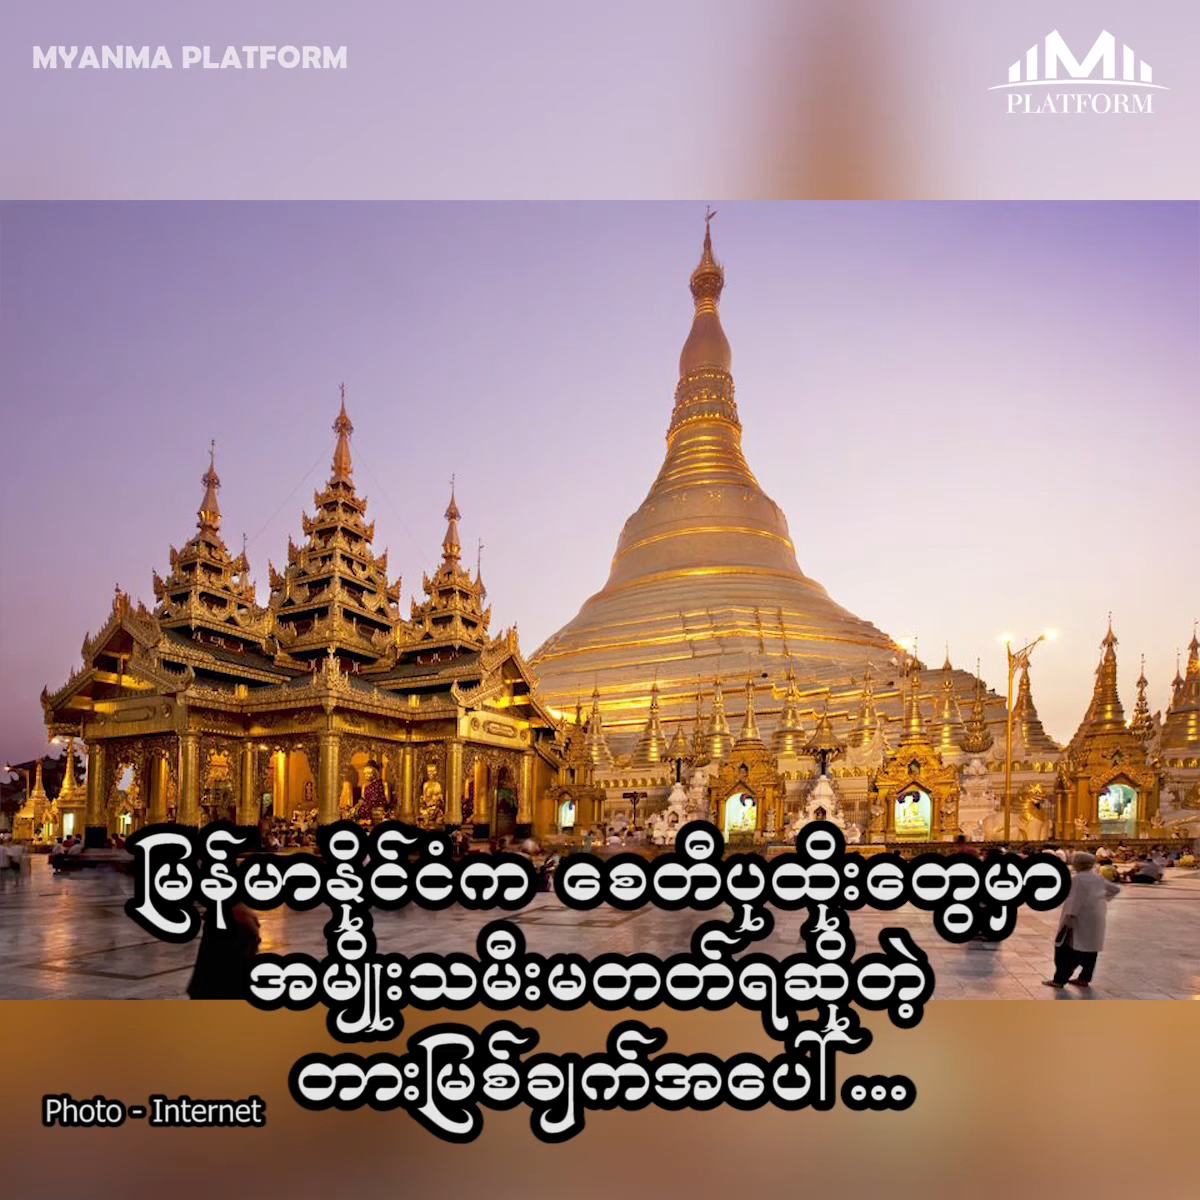 MYANMA PLATFORM
M
PLATFORM
မြန်မာနိုင်ငံက စေတီပုထိုးတွေမှာ
အမျိုးသမီးမတတ်ရဆိုတဲ့
တားမြစ်ချက်အပေါ် ...
Photo - Internet